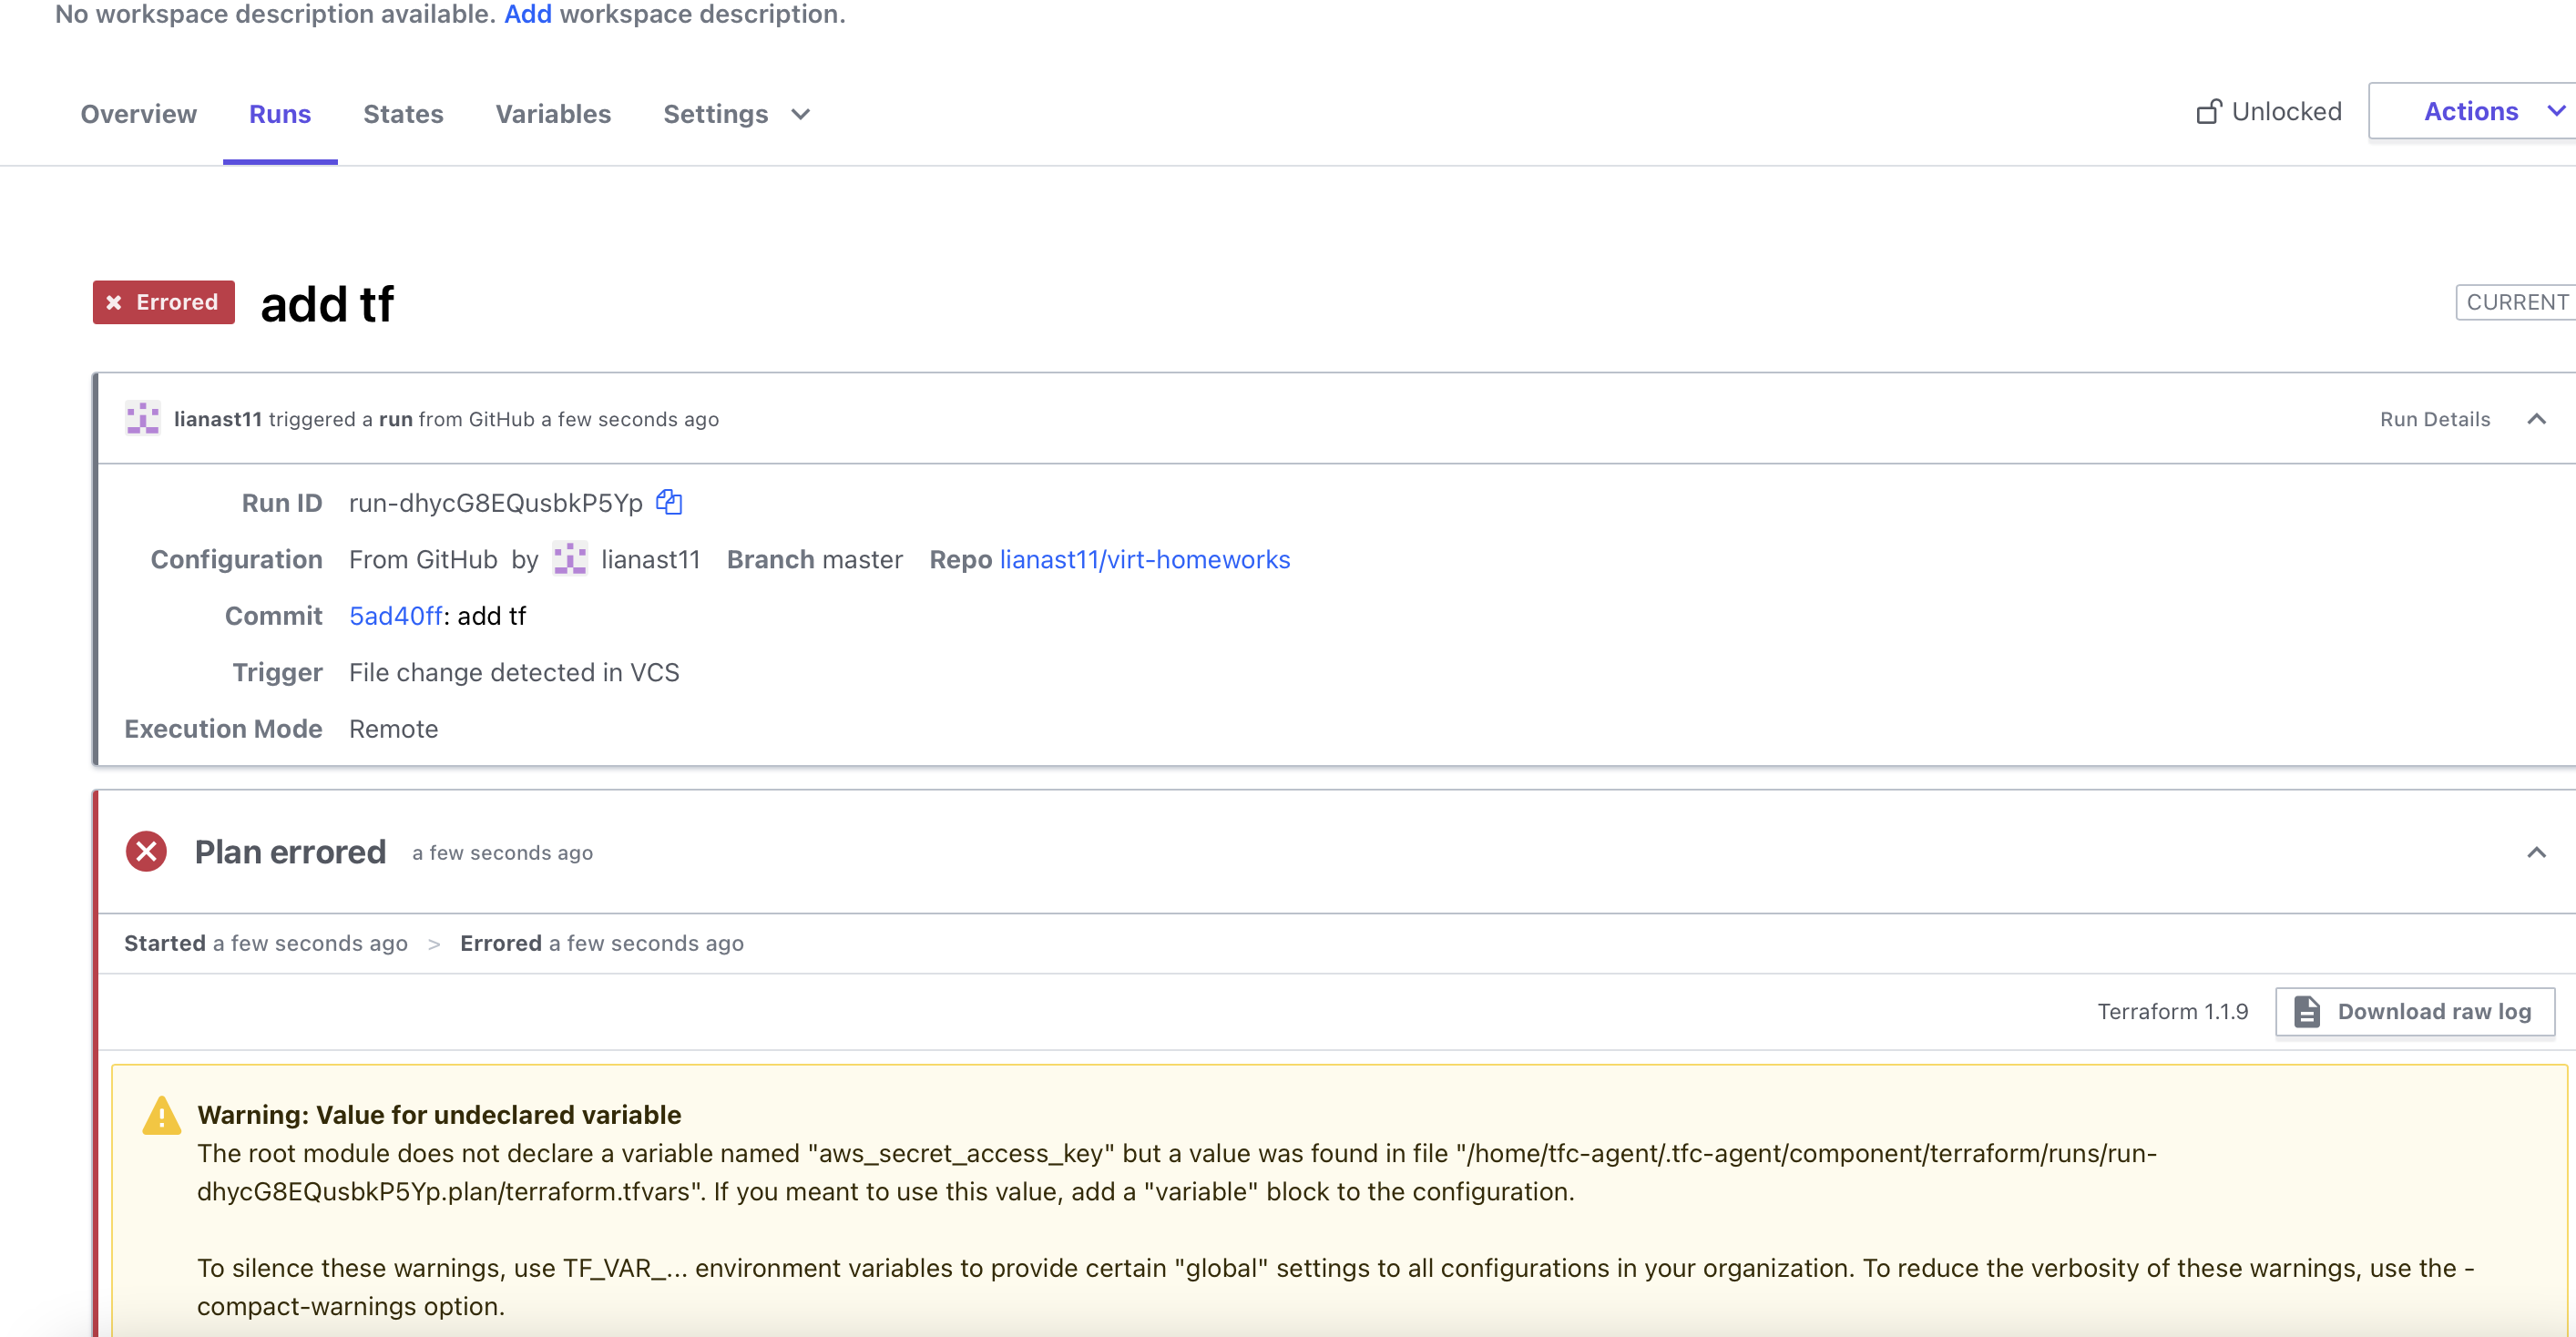 No workspace description available. Add workspace description.
Overview Runs States Variables Settings Unlocked Actions
Errored add tf CURRENT
lianast11 triggered a run from GitHub a few seconds ago Run Details
Run ID run-dhycG8EQusbkP5Yp
Configuration From GitHub by lianast11 Branch master Repo lianast11/virt-homeworks
Commit 5ad40ff: add tf
Trigger File change detected in VCS
Execution Mode Remote
Plan errored a few seconds ago
Started a few seconds ago > Errored a few seconds ago
Terraform 1.1.9 Download raw log
Warning: Value for undeclared variable
The root module does not declare a variable named "aws_secret_access_key" but a value was found in file "/home/tfc-agent/.tfc-agent/component/terraform/runs/run-
dhycG8EQusbkP5Yp.plan/terraform.tfvars". If you meant to use this value, add a "variable" block to the configuration.
To silence these warnings, use TF_VAR_... environment variables to provide certain "global" settings to all configurations in your organization. To reduce the verbosity of these warnings, use the -
compact-warnings option.